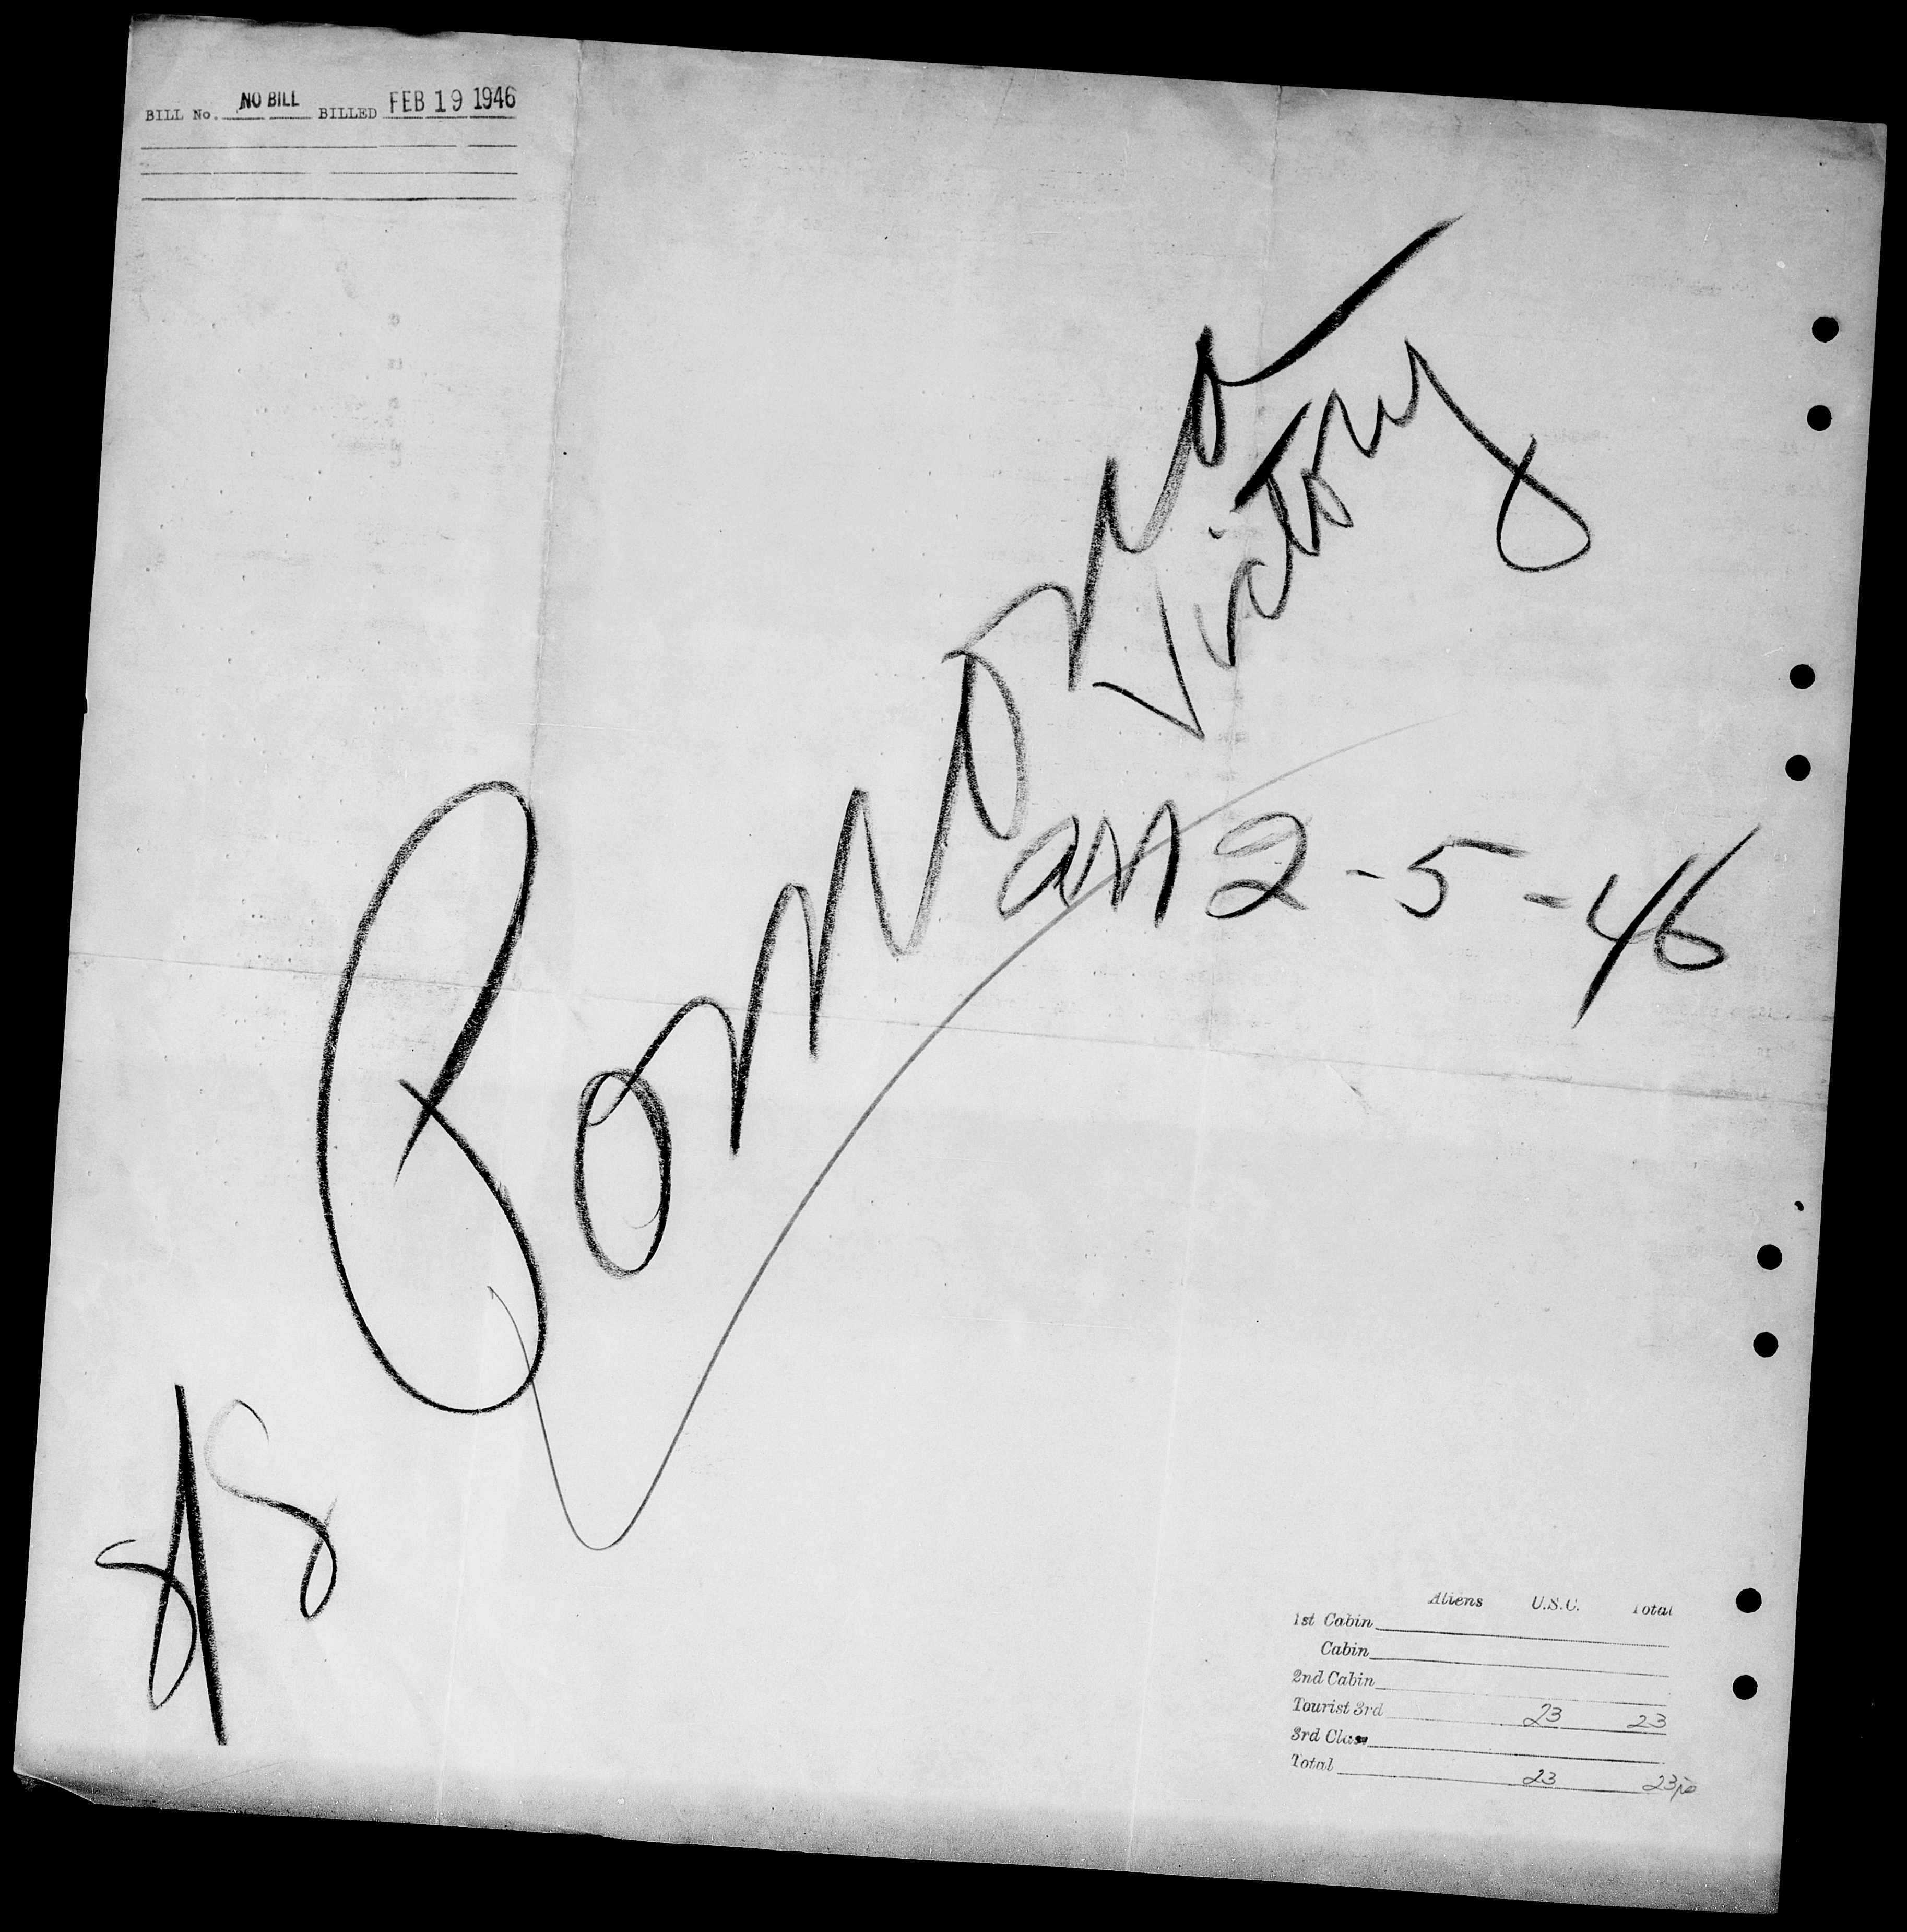 BILL No. NO BILL BILLED FEB 19 1946
Pomona
Victory
arr 2-5-46
Aliens U.S.C. Total
1st Cabin
Cabin
2nd Cabin
Tourist 3rd 23 23
3rd Class
Total 23 23